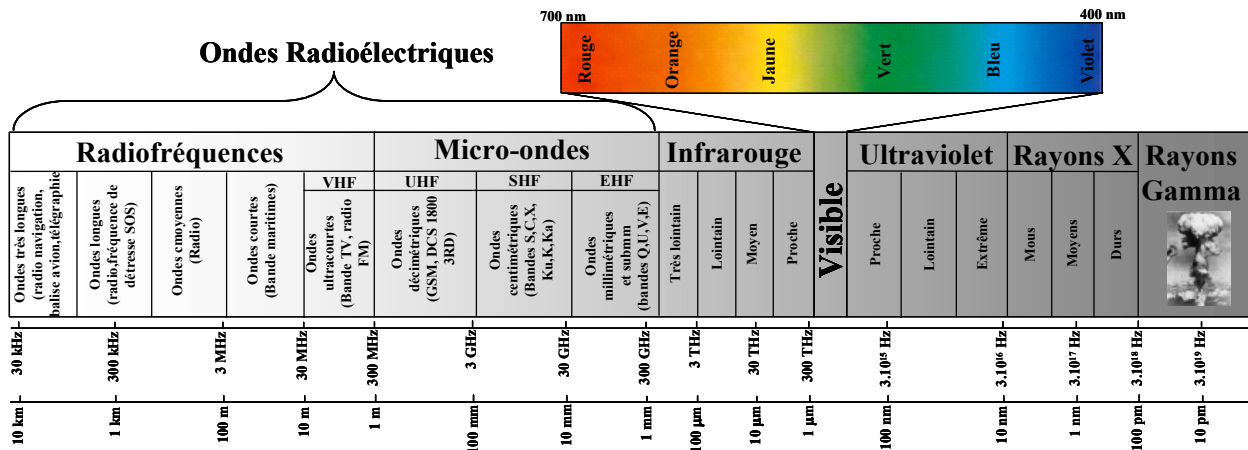 700 nm
400 nm
Rouge
Orange
Jaune
Vert
Bleu
Violet
Ondes Radioélectriques
Radiofréquences
Micro-ondes
Infrarouge
Visible
Ultraviolet
Rayons X
Rayons
Gamma
VHF
UHF
SHF
EHF
Ondes très longues
(radio navigation,
balise avion,télégraphie
Ondes longues
(radio,fréquence de
détresse SOS)
Ondes cmoyennes
(Radio)
Ondes courtes
(Bande maritimes)
Ondes
ultracourtes
(Bande TV, radio
FM)
Ondes
décimétriques
(GSM, DCS 1800
3RD)
Ondes
centimétriques
(Bandes S,C,X,
Ku,K,Ka)
Ondes
millimétriques
et submm
(bandes Q,U,V,E)
Très lointain
Lointain
Moyen
Proche
Proche
Lointain
Extrême
Mous
Moyens
Durs
30 kHz
300 kHz
3 MHz
30 MHz
300 MHz
3 GHz
30 GHz
300 GHz
3 THz
30 THz
300 THz
3.10¹⁵ Hz
3.10¹⁶ Hz
3.10¹⁷ Hz
3.10¹⁸ Hz
3.10¹⁹ Hz
10 km
1 km
100 m
10 m
1 m
100 mm
10 mm
1 mm
100 µm
10 µm
1 µm
100 nm
10 nm
1 nm
100 pm
10 pm